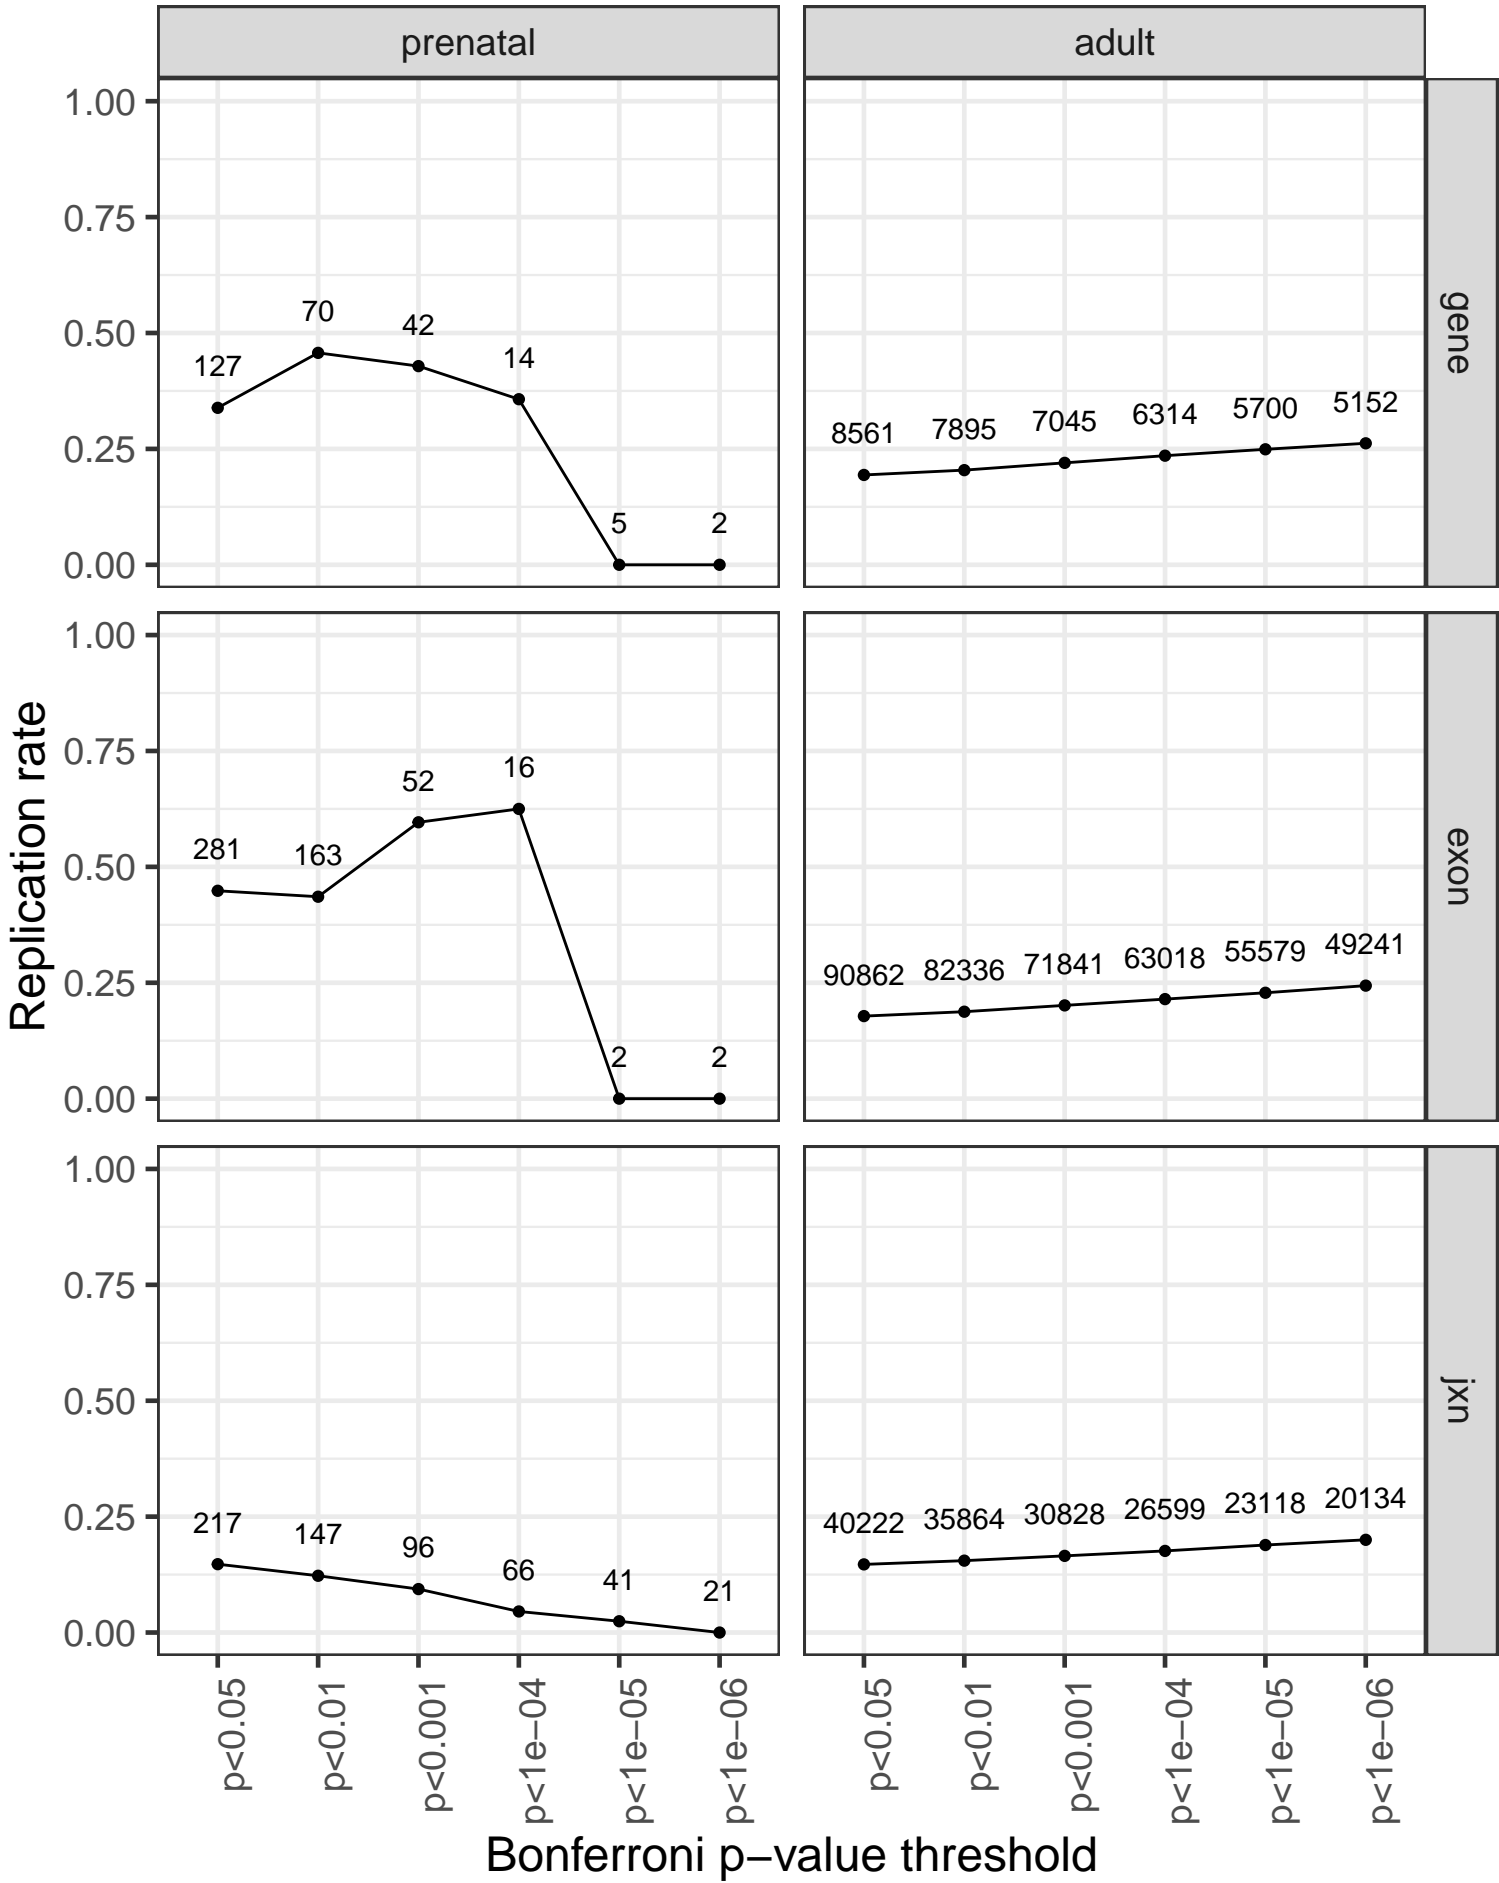 prenatal
adult
1.00
0.75
0.50
0.25
0.00
127
70
42
14
5
2
8561
7895
7045
6314
5700
5152
gene
Replication rate
1.00
0.75
0.50
0.25
0.00
281
163
52
16
2
2
90862
82336
71841
63018
55579
49241
exon
1.00
0.75
0.50
0.25
0.00
217
147
96
66
41
21
40222
35864
30828
26599
23118
20134
jxn
p<0.05
p<0.01
p<0.001
p<1e−04
p<1e−05
p<1e−06
p<0.05
p<0.01
p<0.001
p<1e−04
p<1e−05
p<1e−06
Bonferroni p−value threshold